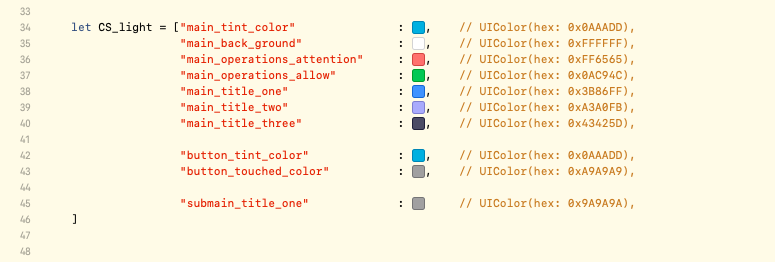 33
34 let CS_light = ["main_tint_color" : , // UIColor(hex: 0x0AAADD),
35 "main_back_ground" : , // UIColor(hex: 0xFFFFFF),
36 "main_operations_attention" : , // UIColor(hex: 0xFF6565),
37 "main_operations_allow" : , // UIColor(hex: 0x0AC94C),
38 "main_title_one" : , // UIColor(hex: 0x3B86FF),
39 "main_title_two" : , // UIColor(hex: 0xA3A0FB),
40 "main_title_three" : , // UIColor(hex: 0x43425D),
41
42 "button_tint_color" : , // UIColor(hex: 0x0AAADD),
43 "button_touched_color" : , // UIColor(hex: 0xA9A9A9),
44
45 "submain_title_one" : , // UIColor(hex: 0x9A9A9A),
46 ]
47
48